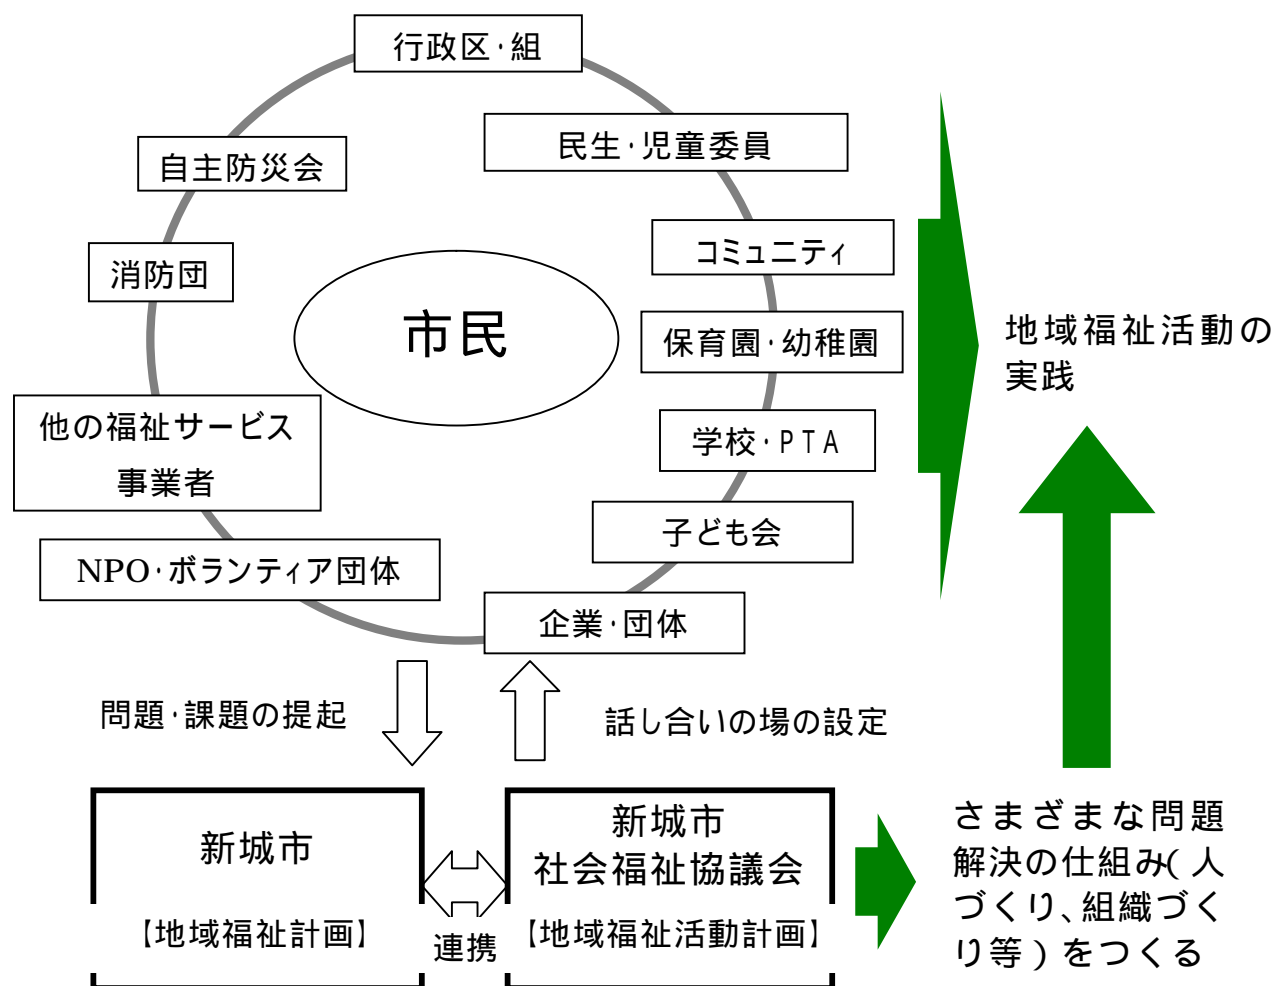 行政区・組
民生・児童委員
自主防災会
コミュニティ
消防団
市民
保育園・幼稚園
地域福祉活動の
実践
他の福祉サービス
事業者
学校・PTA
子ども会
NPO・ボランティア団体
企業・団体
問題・課題の提起
話し合いの場の設定
新城市
【地域福祉計画】
連携
新城市
社会福祉協議会
【地域福祉活動計画】
さまざまな問題
解決の仕組み(人
づくり、組織づく
り等)をつくる